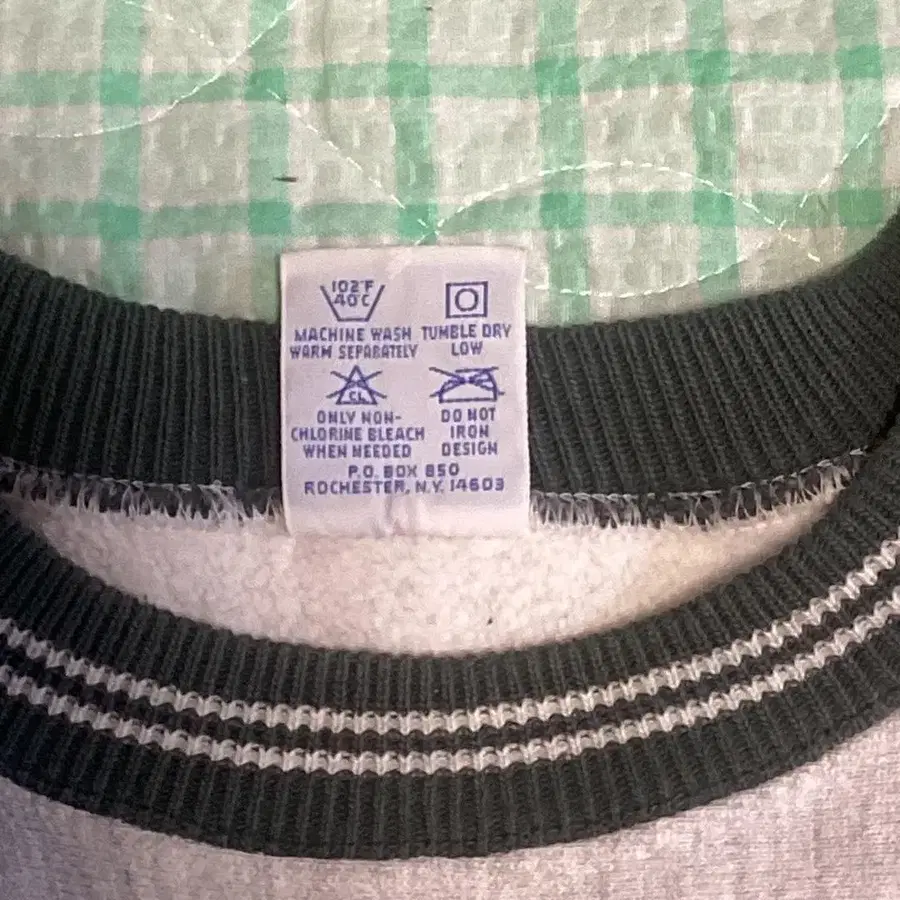 102°F
40°C
MACHINE WASH
WARM SEPARATELY
TUMBLE DRY
LOW
CL
ONLY NON-
CHLORINE BLEACH
WHEN NEEDED
DO NOT
IRON
DESIGN
P.O. BOX 850
ROCHESTER, N.Y. 14603